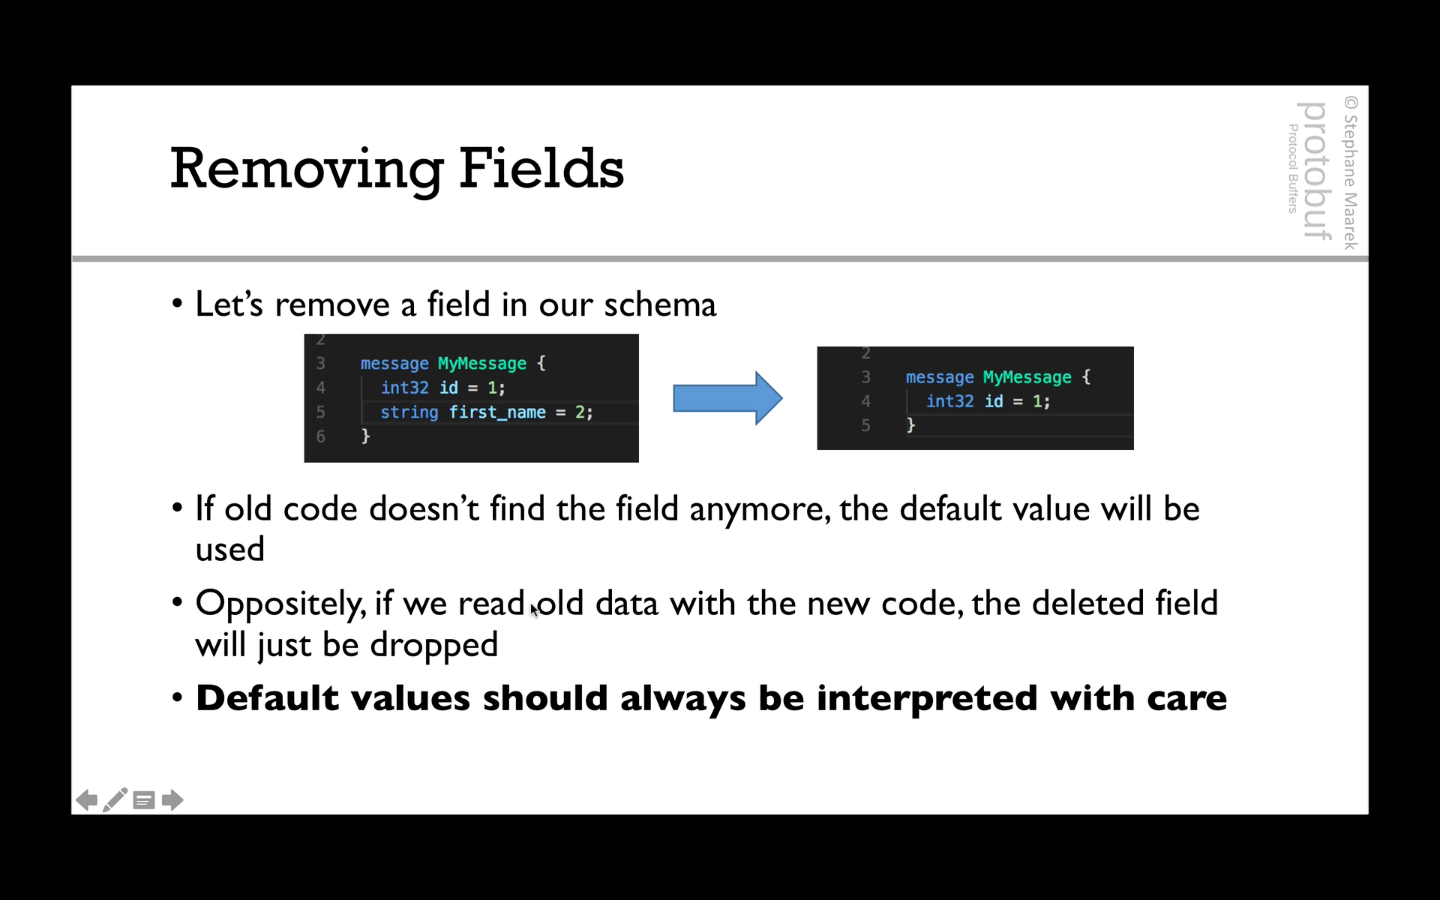 Removing Fields
© Stephane Maarek
protobuf
Protocol Buffers
• Let's remove a field in our schema
2
3 message MyMessage {
4 int32 id = 1;
5 string first_name = 2;
6 }
2
3 message MyMessage {
4 int32 id = 1;
5 }
• If old code doesn't find the field anymore, the default value will be
used
• Oppositely, if we read old data with the new code, the deleted field
will just be dropped
• Default values should always be interpreted with care